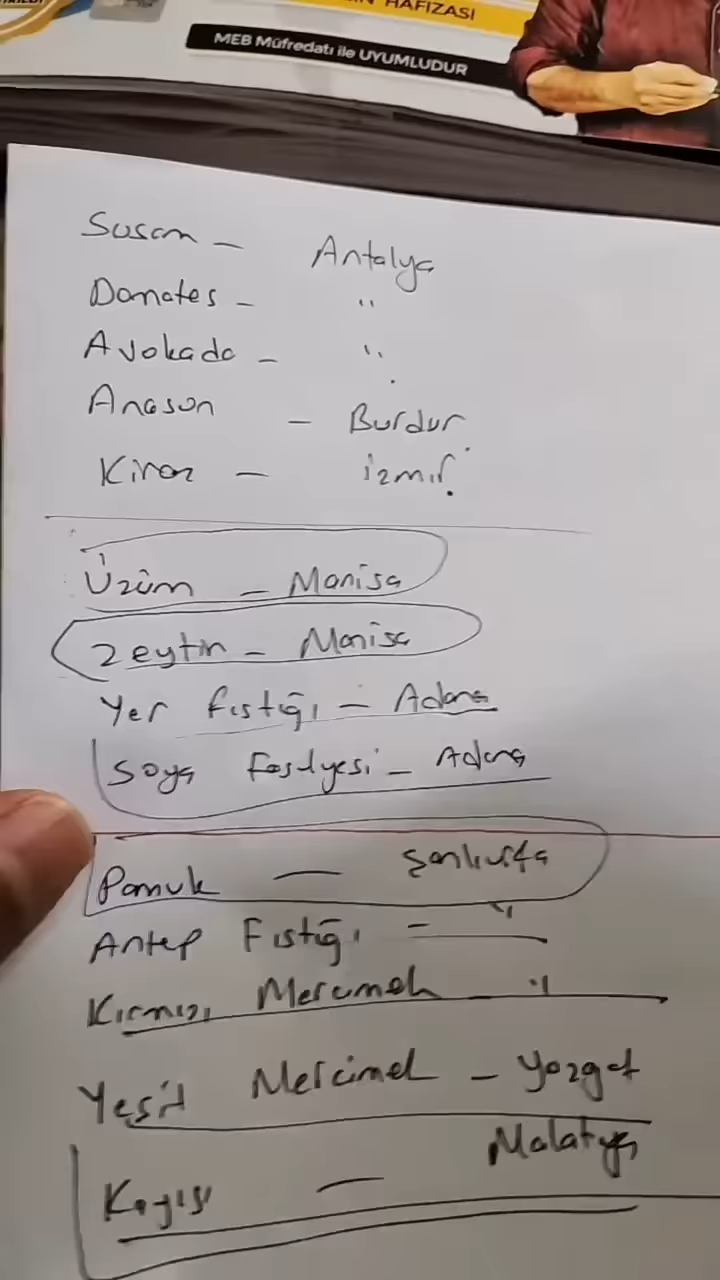 HAFIZASI
MEB Müfredatı ile UYUMLUDUR
Susam - Antalya
Domates - "
Avokado - "
Anason - Burdur
Kiraz - İzmir
Üzüm - Manisa
Zeytin - Manisa
Yer fıstığı - Adana
Soya Fasulyesi - Adana
Pamuk - Şanlıurfa
Antep Fıstığı - "
Kırmızı Mercimek - "
Yeşil Mercimek - Yozgat
Kayısı - Malatya